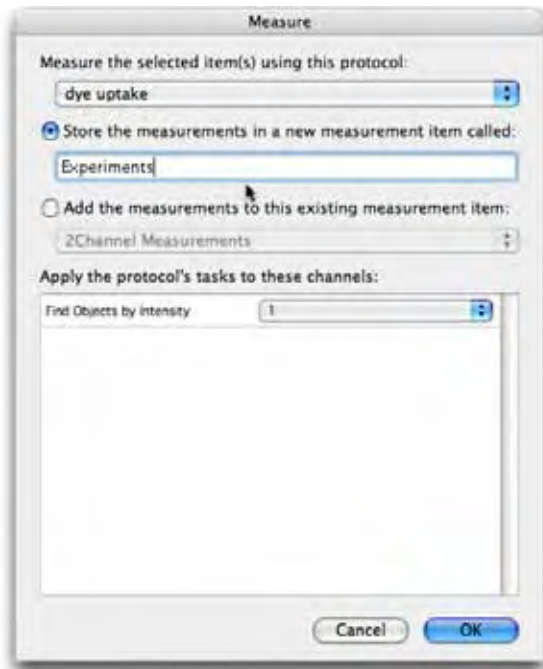 Measure
Measure the selected item(s) using this protocol:
dye uptake
Store the measurements in a new measurement item called:
Experiments
Add the measurements to this existing measurement item:
2Channel Measurements
Apply the protocol's tasks to these channels:
Find Objects by intensity 1
Cancel OK